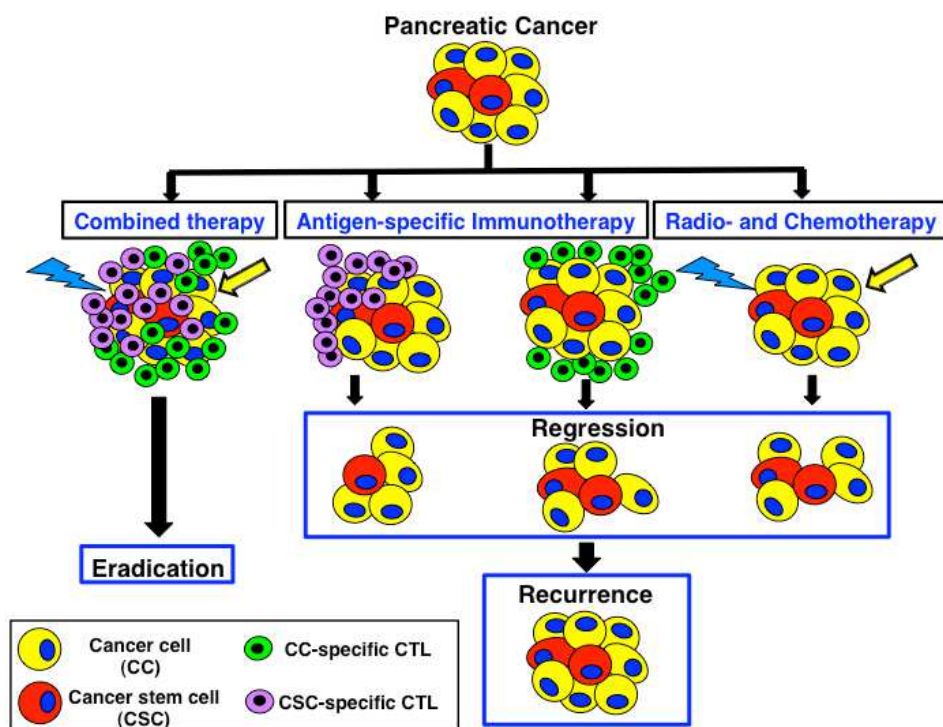 Pancreatic Cancer
Combined therapy
Antigen-specific Immunotherapy
Radio- and Chemotherapy
Regression
Eradication
Recurrence
Cancer cell
(CC)
CC-specific CTL
Cancer stem cell
(CSC)
CSC-specific CTL